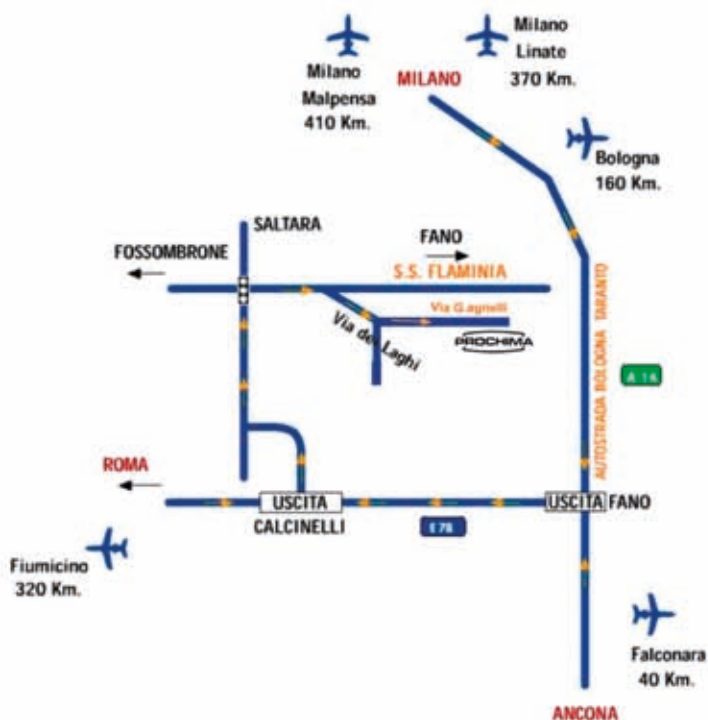 Milano
Linate
370 Km.
Milano
Malpensa
410 Km.
MILANO
Bologna
160 Km.
SALTARA
FOSSOMBRONE
FANO
S.S. FLAMINIA
Via G.agnelli
Via dei Laghi
PROCHIMA
AUTOSTRADA BOLOGNA TARANTO
A 14
ROMA
USCITA
CALCINELLI
USCITA FANO
E 78
Fiumicino
320 Km.
Falconara
40 Km.
ANCONA